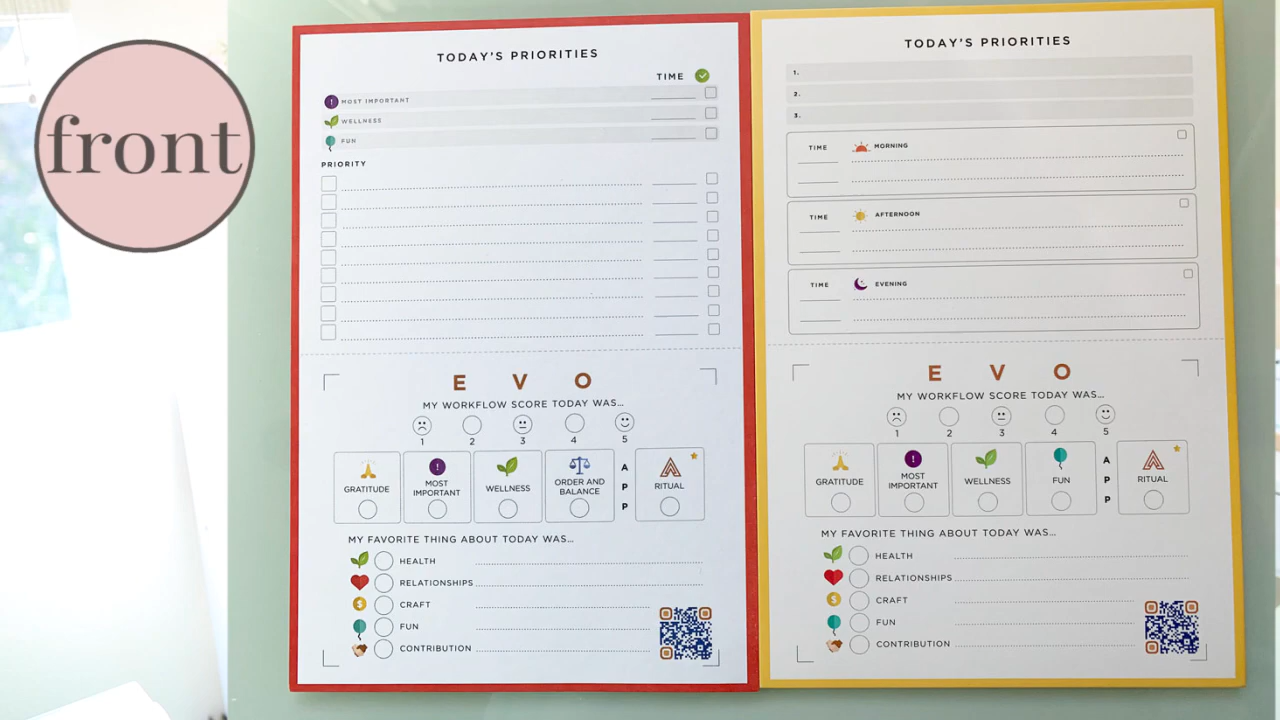 front
TODAY'S PRIORITIES
TIME
! MOST IMPORTANT
WELLNESS
FUN
PRIORITY
E V O
MY WORKFLOW SCORE TODAY WAS...
1 2 3 4 5
GRATITUDE
! MOST IMPORTANT
WELLNESS
ORDER AND BALANCE
A P P
RITUAL
MY FAVORITE THING ABOUT TODAY WAS...
HEALTH
RELATIONSHIPS
$ CRAFT
FUN
CONTRIBUTION
TODAY'S PRIORITIES
1.
2.
3.
TIME MORNING
TIME AFTERNOON
TIME EVENING
E V O
MY WORKFLOW SCORE TODAY WAS...
1 2 3 4 5
GRATITUDE
! MOST IMPORTANT
WELLNESS
FUN
A P P
RITUAL
MY FAVORITE THING ABOUT TODAY WAS...
HEALTH
RELATIONSHIPS
$ CRAFT
FUN
CONTRIBUTION